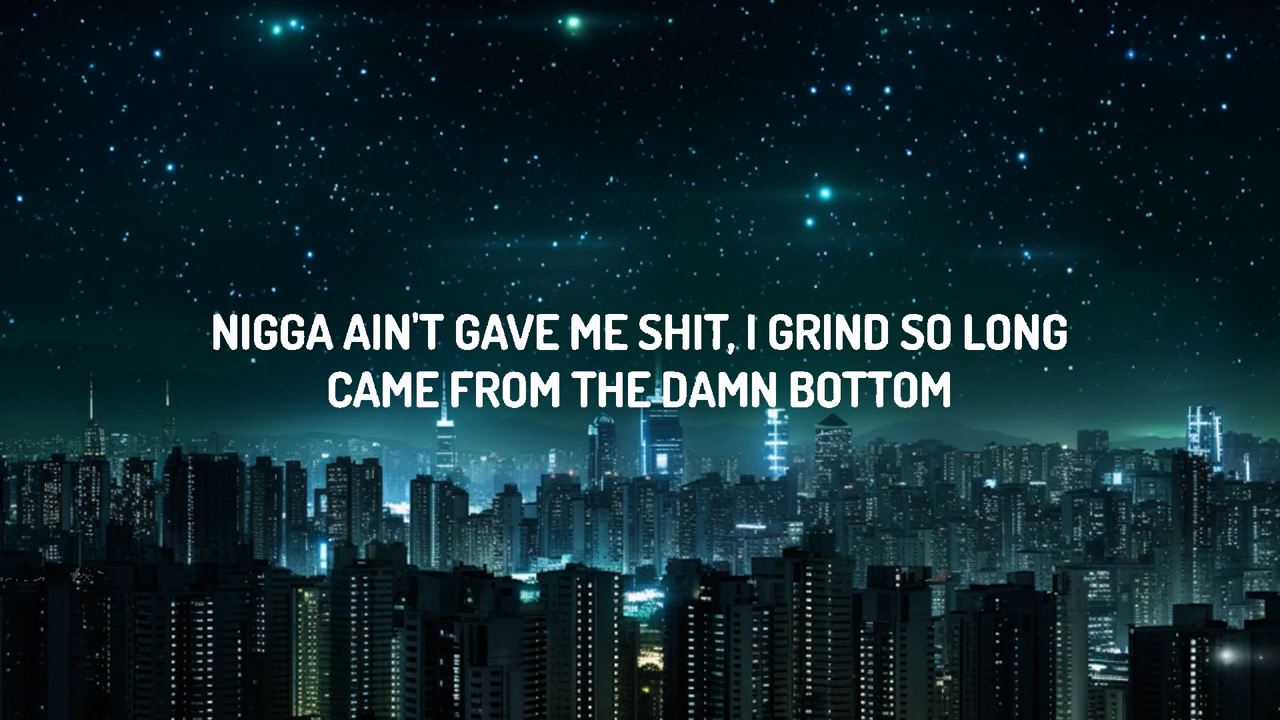 NIGGA AIN'T GAVE ME SHIT, I GRIND SO LONG
CAME FROM THE DAMN BOTTOM